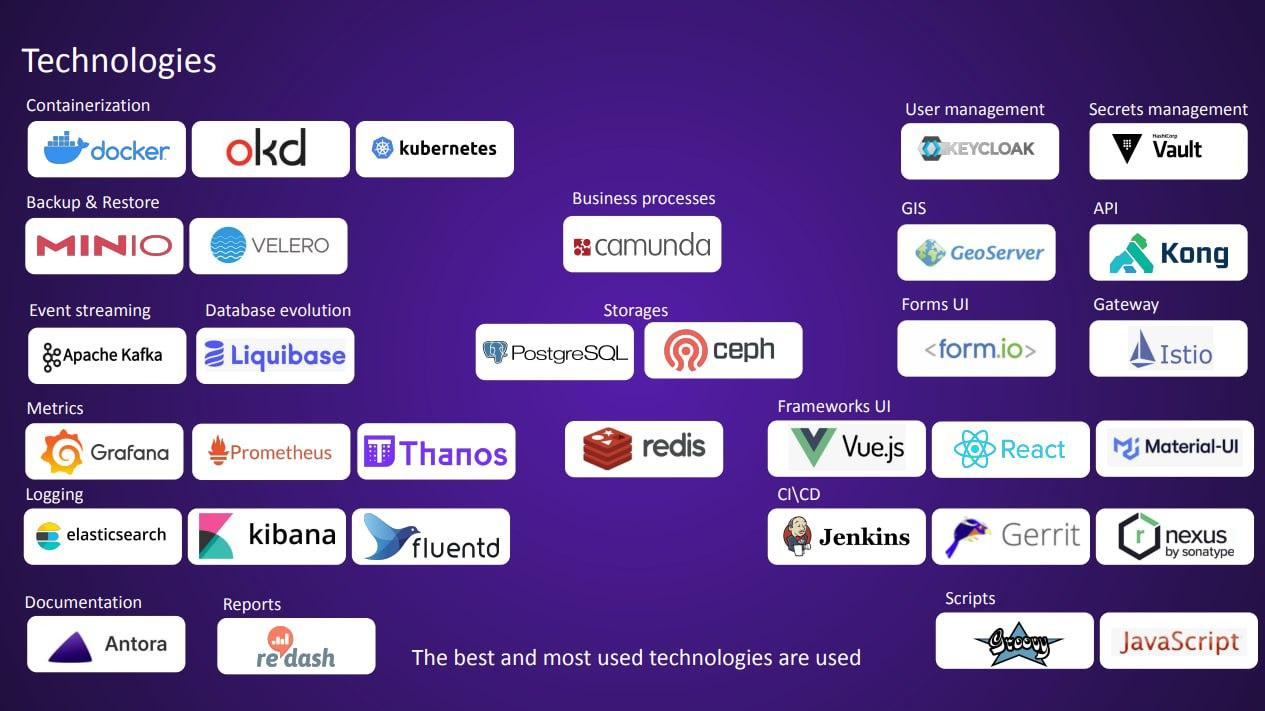 Technologies
Containerization
docker
okd
kubernetes
User management
KEYCLOAK
Secrets management
HashiCorp
Vault
Backup & Restore
MINIO
VELERO
Business processes
camunda
GIS
GeoServer
API
Kong
Event streaming
Apache Kafka
Database evolution
Liquibase
Storages
PostgreSQL
ceph
redis
Forms UI
<form.io>
Gateway
Istio
Metrics
Grafana
Prometheus
Thanos
Frameworks UI
Vue.js
React
Material-UI
Logging
elasticsearch
kibana
fluentd
CI\CD
Jenkins
Gerrit
r
nexus
by sonatype
Documentation
Antora
Reports
re:dash
The best and most used technologies are used
Scripts
Groovy
JavaScript